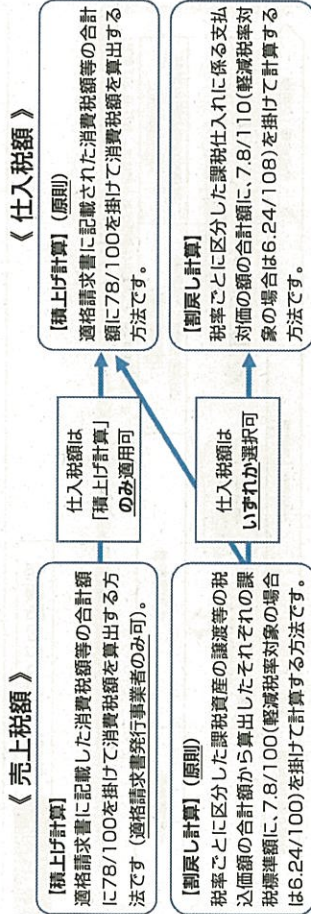 《 売上税額 》
【積上げ計算】
適格請求書に記載した消費税額等の合計額
に78/100を掛けて消費税額を算出する方
法です（適格請求書発行事業者のみ可）。
【割戻し計算】（原則）
税率ごとに区分した課税資産の譲渡等の税
込価額の合計額から算出したそれぞれの課
税標準額に、7.8/100(軽減税率対象の場合
は6.24/100)を掛けて計算する方法です。
仕入税額は
「積上げ計算」
のみ適用可
仕入税額は
いずれか選択可
《 仕入税額 》
【積上げ計算】（原則）
適格請求書に記載された消費税額等の合計
額に78/100を掛けて消費税額を算出する
方法です。
【割戻し計算】
税率ごとに区分した課税仕入れに係る支払
対価の額の合計額に、7.8/110(軽減税率対
象の場合は6.24/108)を掛けて計算する
方法です。